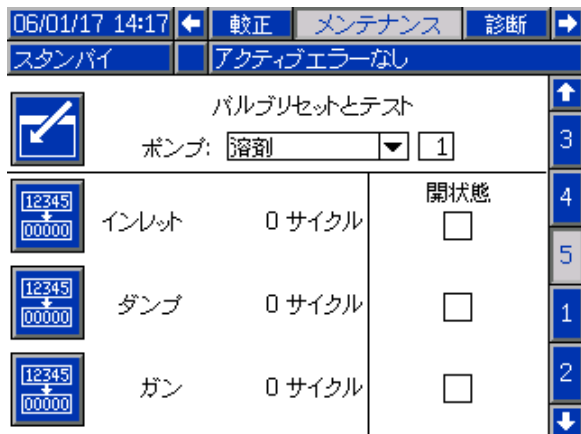 06/01/17 14:17 較正 メンテナンス 診断
スタンバイ アクティブエラーなし
バルブリセットとテスト
ポンプ: 溶剤 1
開状態
12345
00000
インレット 0 サイクル
12345
00000
ダンプ 0 サイクル
12345
00000
ガン 0 サイクル
3
4
5
1
2